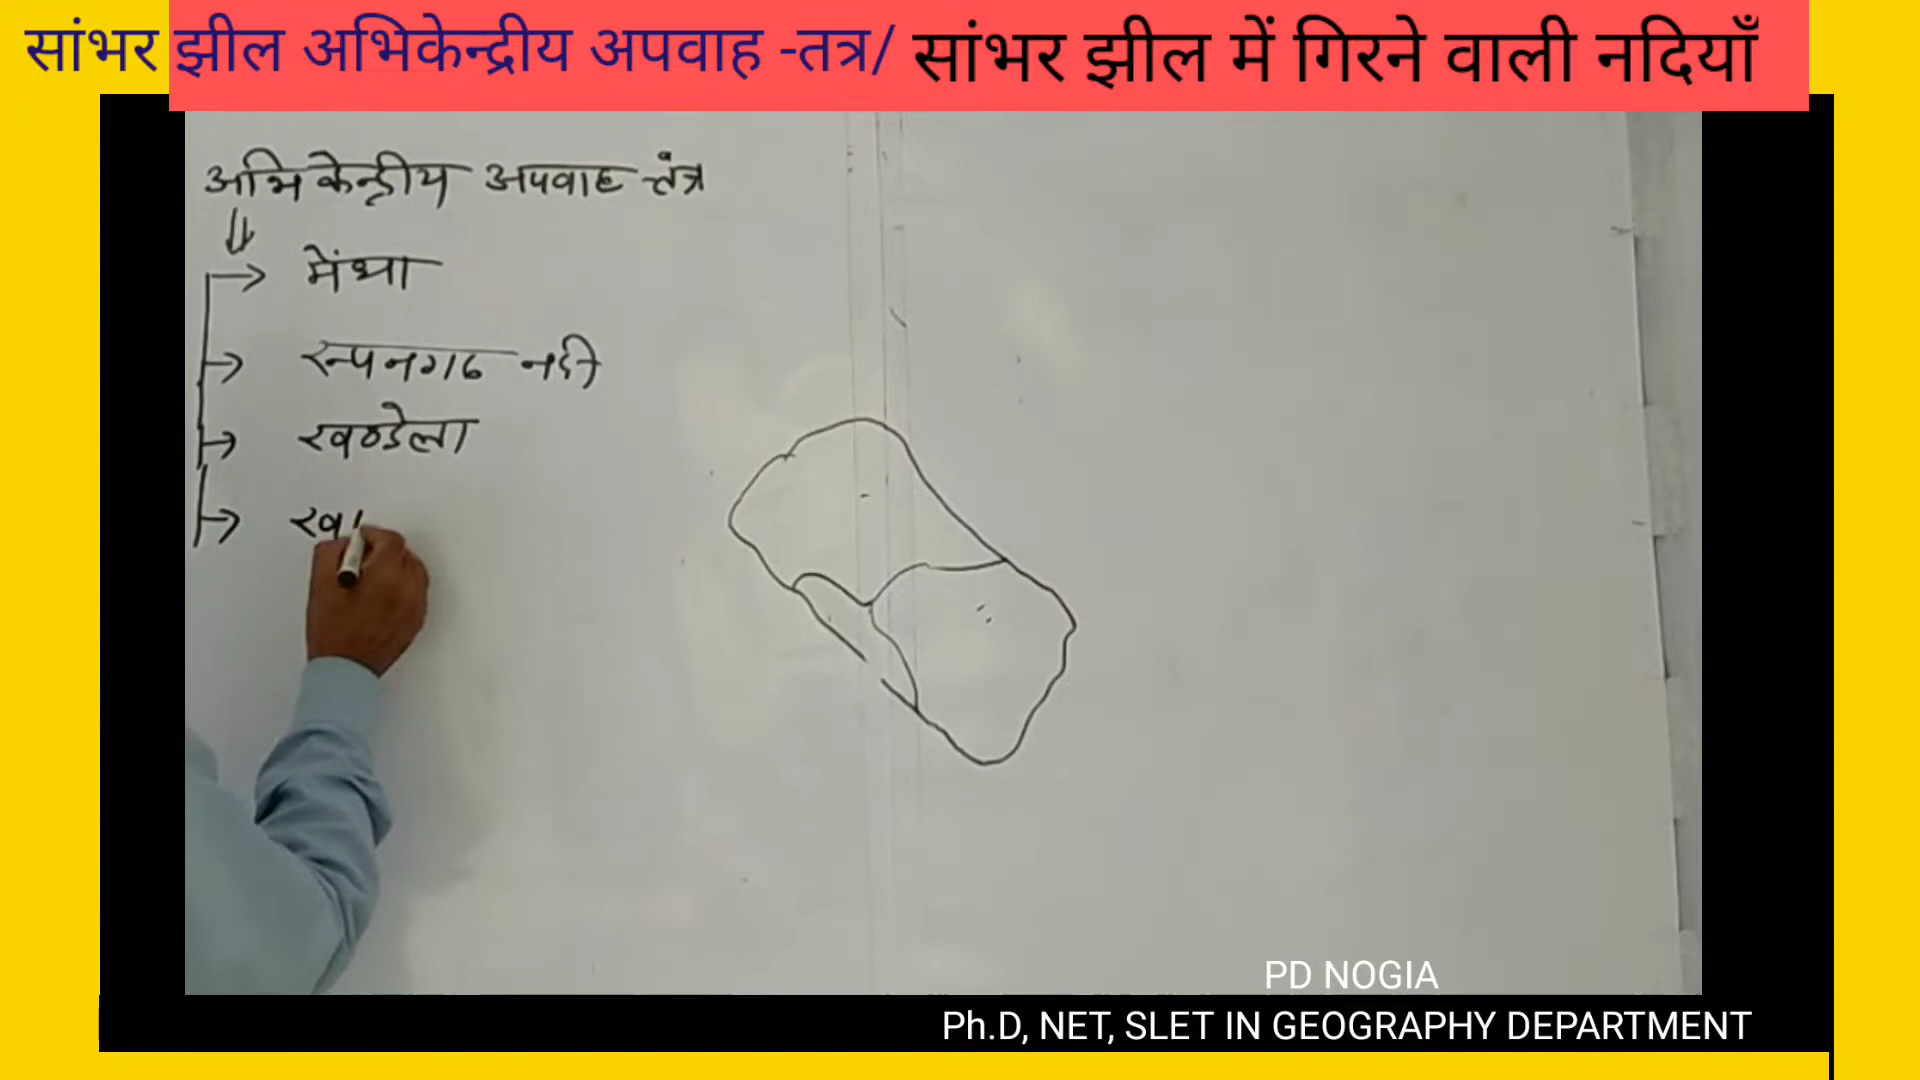 सांभर झील अभिकेन्द्रीय अपवाह -तत्र/ सांभर झील में गिरने वाली नदियाँ
अभिकेन्द्रीय अपवाह तंत्र
मेंथा
रूपनगढ नदी
खण्डेला
खा
PD NOGIA
Ph.D, NET, SLET IN GEOGRAPHY DEPARTMENT